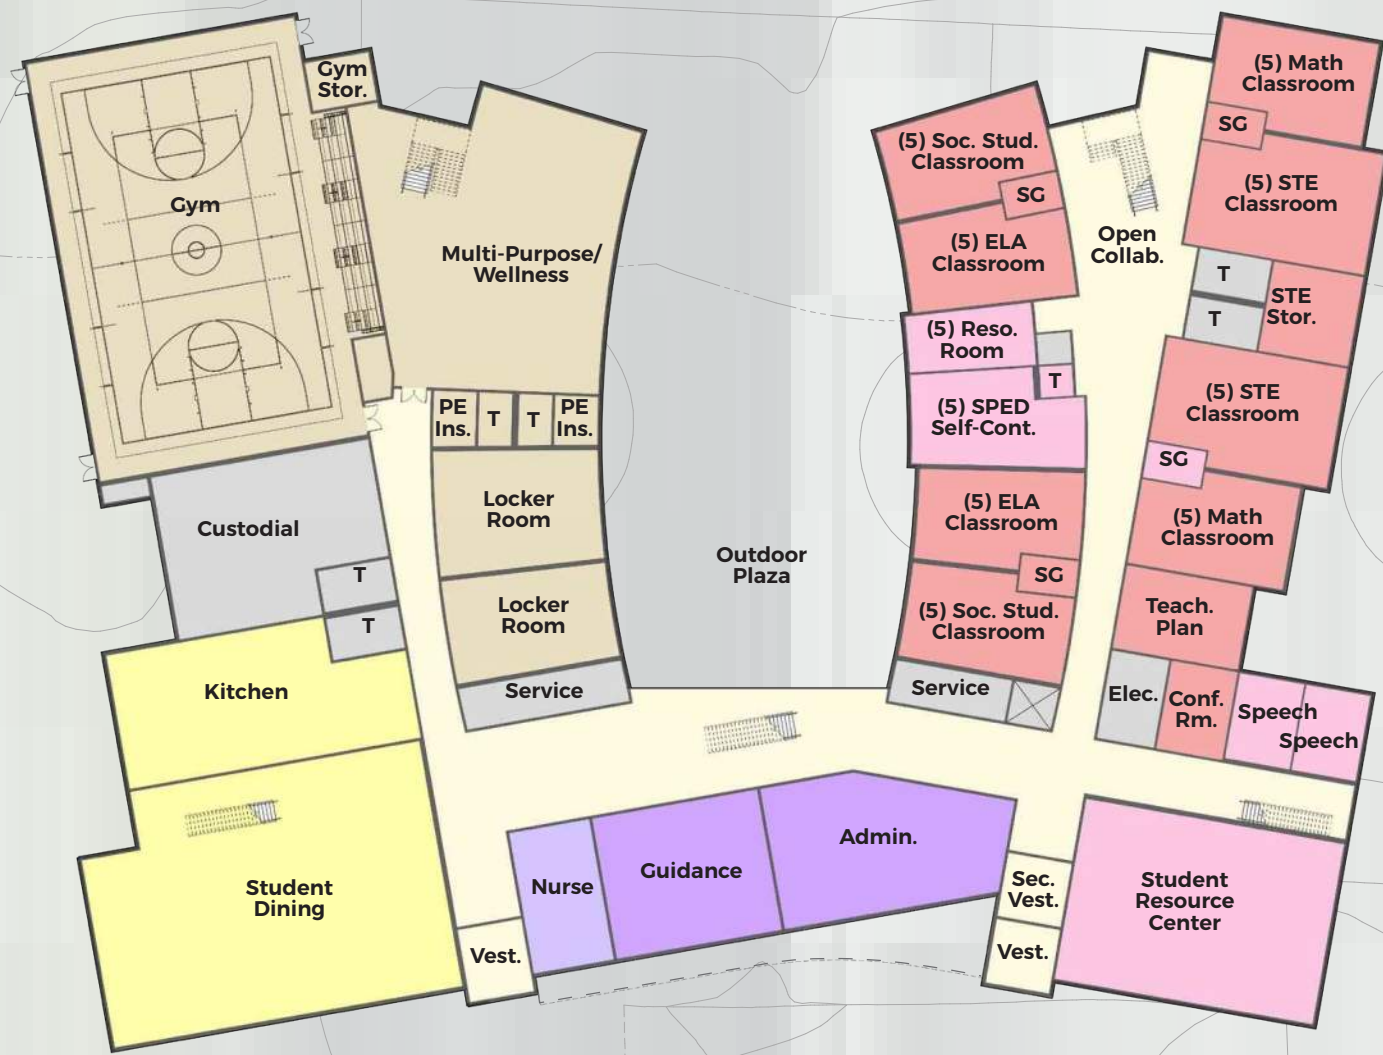 Gym
Stor.
Gym
Multi-Purpose/
Wellness
PE
Ins.
T
T
PE
Ins.
Locker
Room
Locker
Room
Service
Custodial
T
T
Kitchen
Student
Dining
Vest.
Nurse
Guidance
Admin.
Outdoor
Plaza
(5) Soc. Stud.
Classroom
SG
(5) ELA
Classroom
(5) Reso.
Room
T
(5) SPED
Self-Cont.
(5) ELA
Classroom
SG
(5) Soc. Stud.
Classroom
Service
Open
Collab.
(5) Math
Classroom
SG
(5) STE
Classroom
T
T
STE
Stor.
(5) STE
Classroom
SG
(5) Math
Classroom
Teach.
Plan
Elec.
Conf.
Rm.
Speech
Speech
Sec.
Vest.
Vest.
Student
Resource
Center